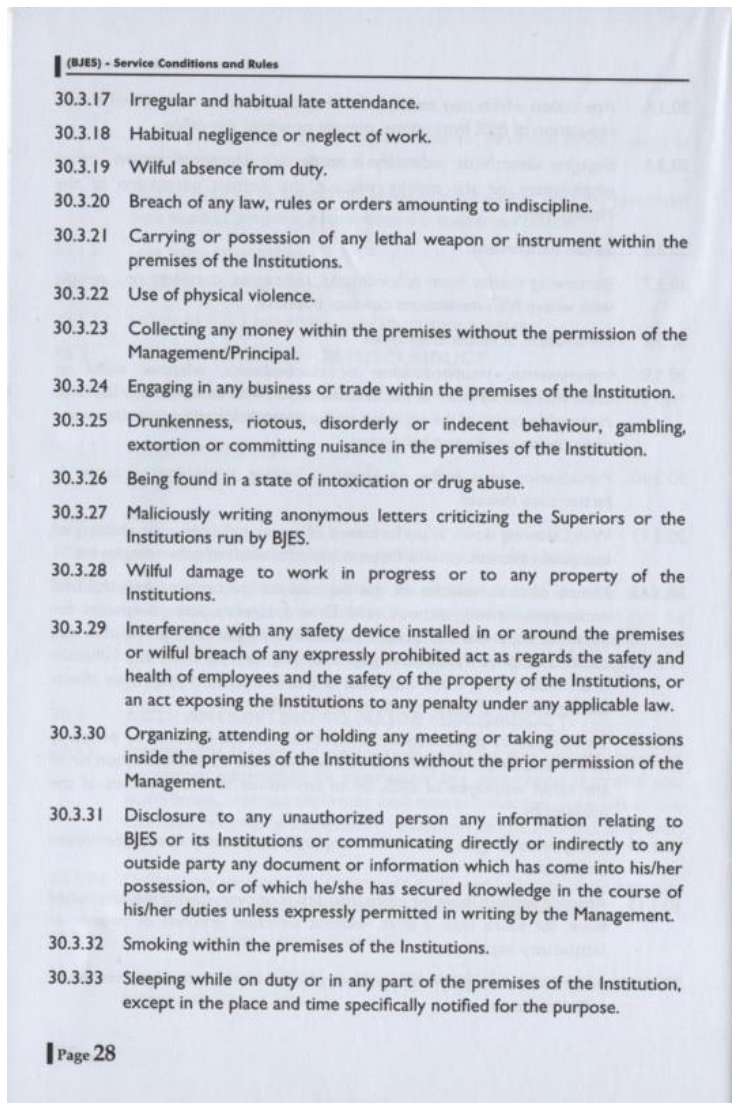 (BJES) - Service Conditions and Rules
30.3.17 Irregular and habitual late attendance.
30.3.18 Habitual negligence or neglect of work.
30.3.19 Wilful absence from duty.
30.3.20 Breach of any law, rules or orders amounting to indiscipline.
30.3.21 Carrying or possession of any lethal weapon or instrument within the
premises of the Institutions.
30.3.22 Use of physical violence.
30.3.23 Collecting any money within the premises without the permission of the
Management/Principal.
30.3.24 Engaging in any business or trade within the premises of the Institution.
30.3.25 Drunkenness, riotous, disorderly or indecent behaviour, gambling,
extortion or committing nuisance in the premises of the Institution.
30.3.26 Being found in a state of intoxication or drug abuse.
30.3.27 Maliciously writing anonymous letters criticizing the Superiors or the
Institutions run by BJES.
30.3.28 Wilful damage to work in progress or to any property of the
Institutions.
30.3.29 Interference with any safety device installed in or around the premises
or wilful breach of any expressly prohibited act as regards the safety and
health of employees and the safety of the property of the Institutions, or
an act exposing the Institutions to any penalty under any applicable law.
30.3.30 Organizing, attending or holding any meeting or taking out processions
inside the premises of the Institutions without the prior permission of the
Management.
30.3.31 Disclosure to any unauthorized person any information relating to
BJES or its Institutions or communicating directly or indirectly to any
outside party any document or information which has come into his/her
possession, or of which he/she has secured knowledge in the course of
his/her duties unless expressly permitted in writing by the Management.
30.3.32 Smoking within the premises of the Institutions.
30.3.33 Sleeping while on duty or in any part of the premises of the Institution,
except in the place and time specifically notified for the purpose.
Page 28